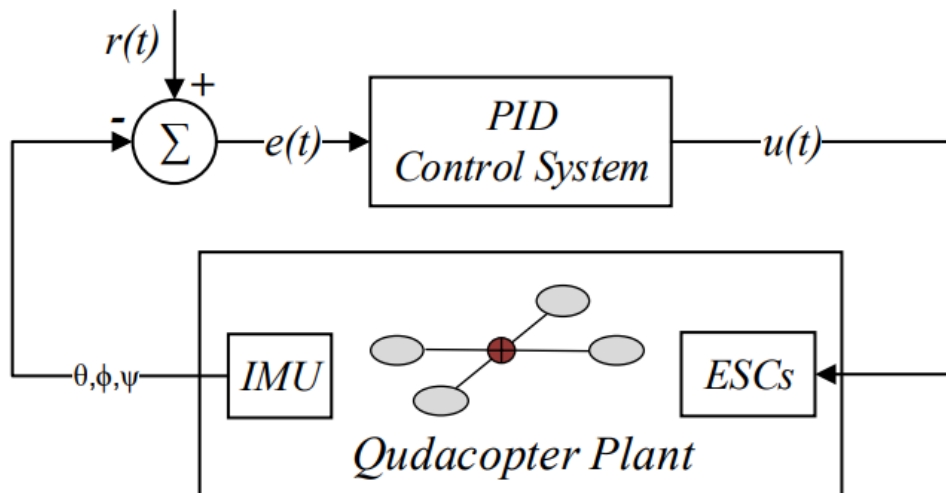 r(t)
+
-
Σ
e(t)
PID
Control System
u(t)
θ,ϕ,ψ
IMU
ESCs
Qudacopter Plant